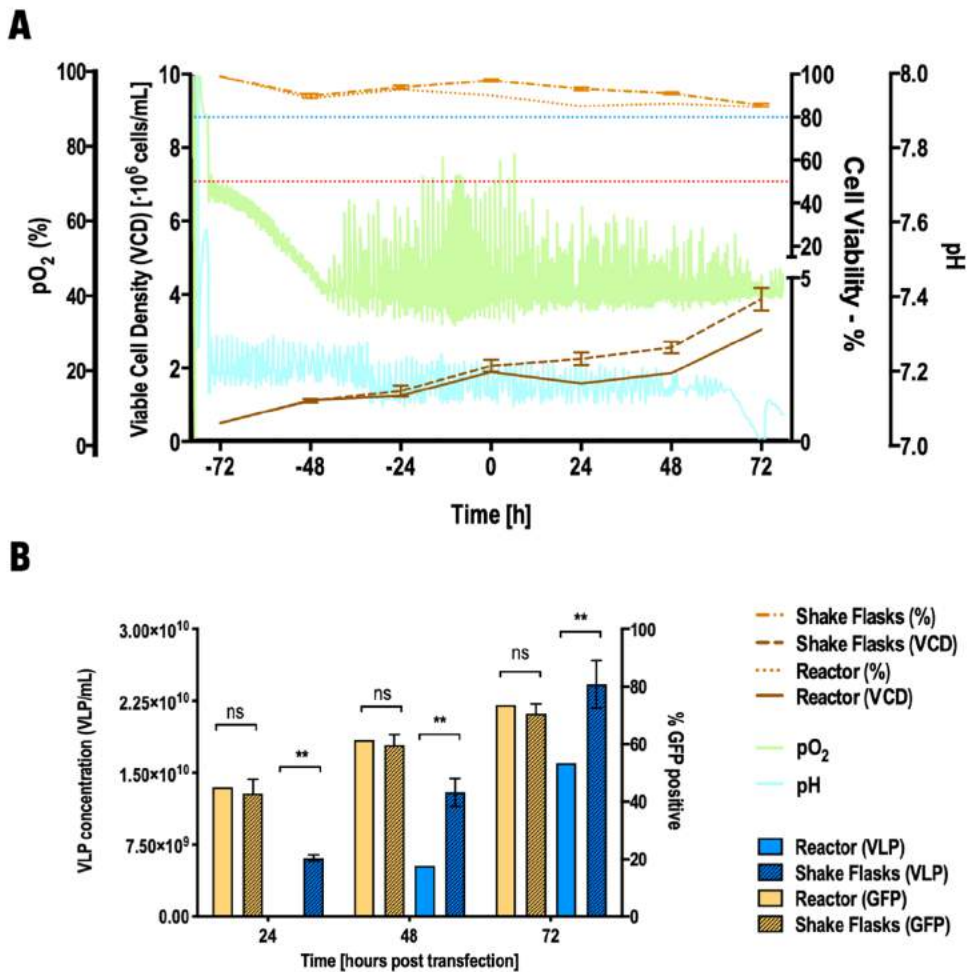 A
pO2 (%)
100
80
60
40
20
0
Viable Cell Density (VCD) [·10^6 cells/mL]
10
8
6
4
2
0
100
80
60
40
20
5
0
Cell Viability - %
8.0
7.8
7.6
7.4
7.2
7.0
pH
-72 -48 -24 0 24 48 72
Time [h]
B
VLP concentration (VLP/mL)
3.00×10^10
2.25×10^10
1.50×10^10
7.50×10^9
0.00
ns ** ns ** ns **
100
80
60
40
20
0
% GFP positive
24 48 72
Time [hours post transfection]
Shake Flasks (%)
Shake Flasks (VCD)
Reactor (%)
Reactor (VCD)
pO2
pH
Reactor (VLP)
Shake Flasks (VLP)
Reactor (GFP)
Shake Flasks (GFP)